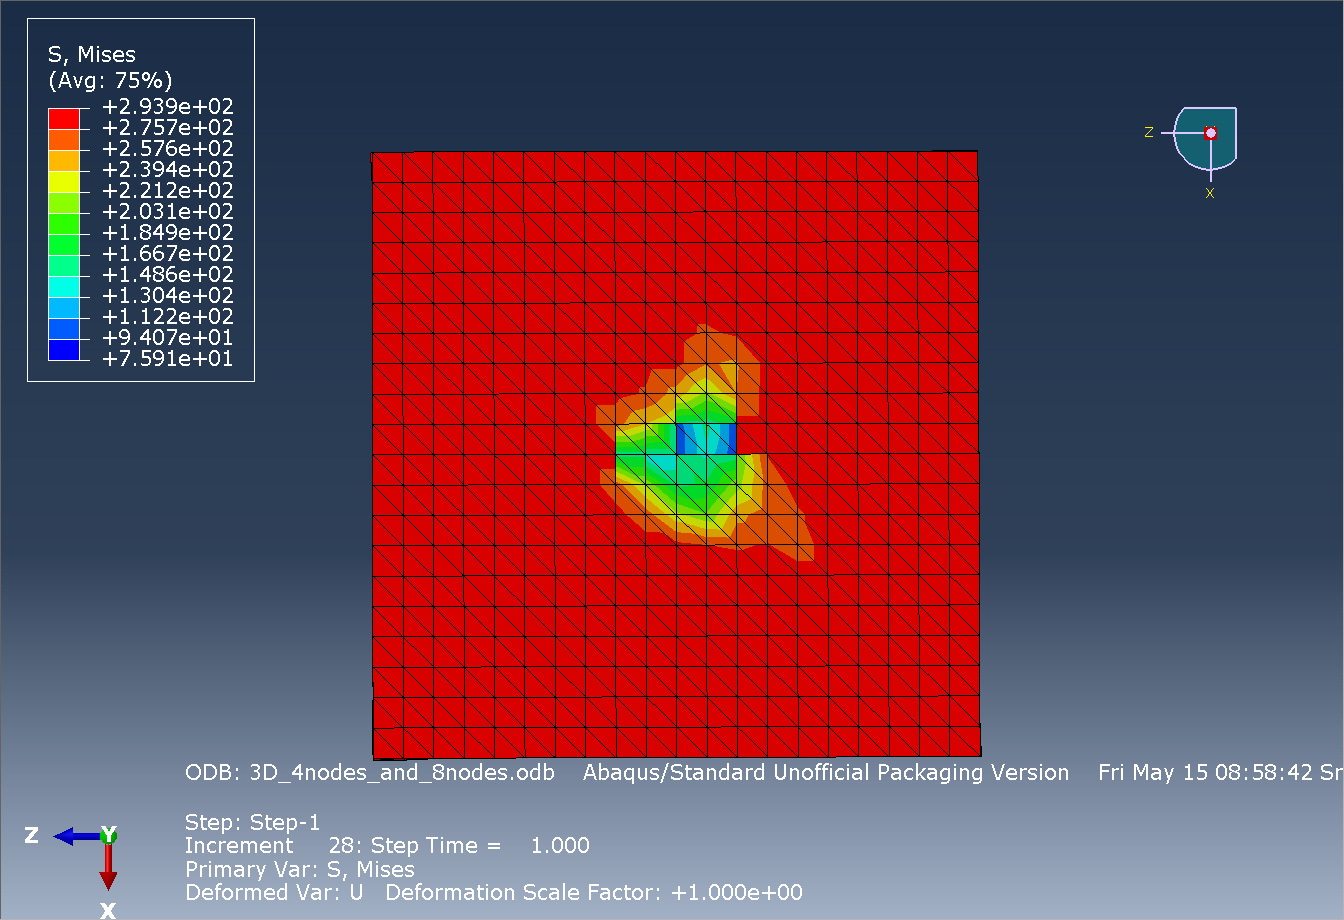 S, Mises
(Avg: 75%)
+2.939e+02
+2.757e+02
+2.576e+02
+2.394e+02
+2.212e+02
+2.031e+02
+1.849e+02
+1.667e+02
+1.486e+02
+1.304e+02
+1.122e+02
+9.407e+01
+7.591e+01
Z
X
ODB: 3D_4nodes_and_8nodes.odb Abaqus/Standard Unofficial Packaging Version Fri May 15 08:58:42 Sr
Step: Step-1
Increment 28: Step Time = 1.000
Primary Var: S, Mises
Deformed Var: U Deformation Scale Factor: +1.000e+00
Z Y
X